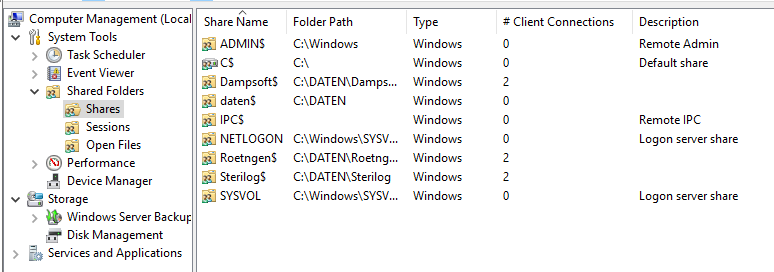 Computer Management (Local
System Tools
Task Scheduler
Event Viewer
Shared Folders
Shares
Sessions
Open Files
Performance
Device Manager
Storage
Windows Server Backup
Disk Management
Services and Applications
Share Name Folder Path Type # Client Connections Description
ADMIN$ C:\Windows Windows 0 Remote Admin
C$ C:\ Windows 0 Default share
Dampsoft$ C:\DATEN\Damps... Windows 2
daten$ C:\DATEN Windows 0
IPC$ Windows 0 Remote IPC
NETLOGON C:\Windows\SYSV... Windows 0 Logon server share
Roetngen$ C:\DATEN\Roetng... Windows 2
Sterilog$ C:\DATEN\Sterilog Windows 2
SYSVOL C:\Windows\SYSV... Windows 0 Logon server share